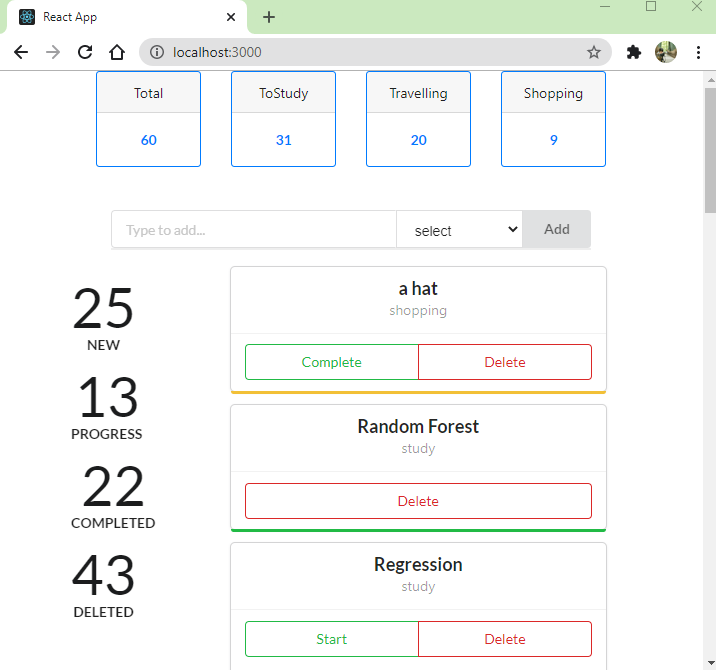 React App
localhost:3000
Total
ToStudy
Travelling
Shopping
60
31
20
9
Type to add...
select
Add
25
NEW
13
PROGRESS
22
COMPLETED
43
DELETED
a hat
shopping
Complete
Delete
Random Forest
study
Delete
Regression
study
Start
Delete